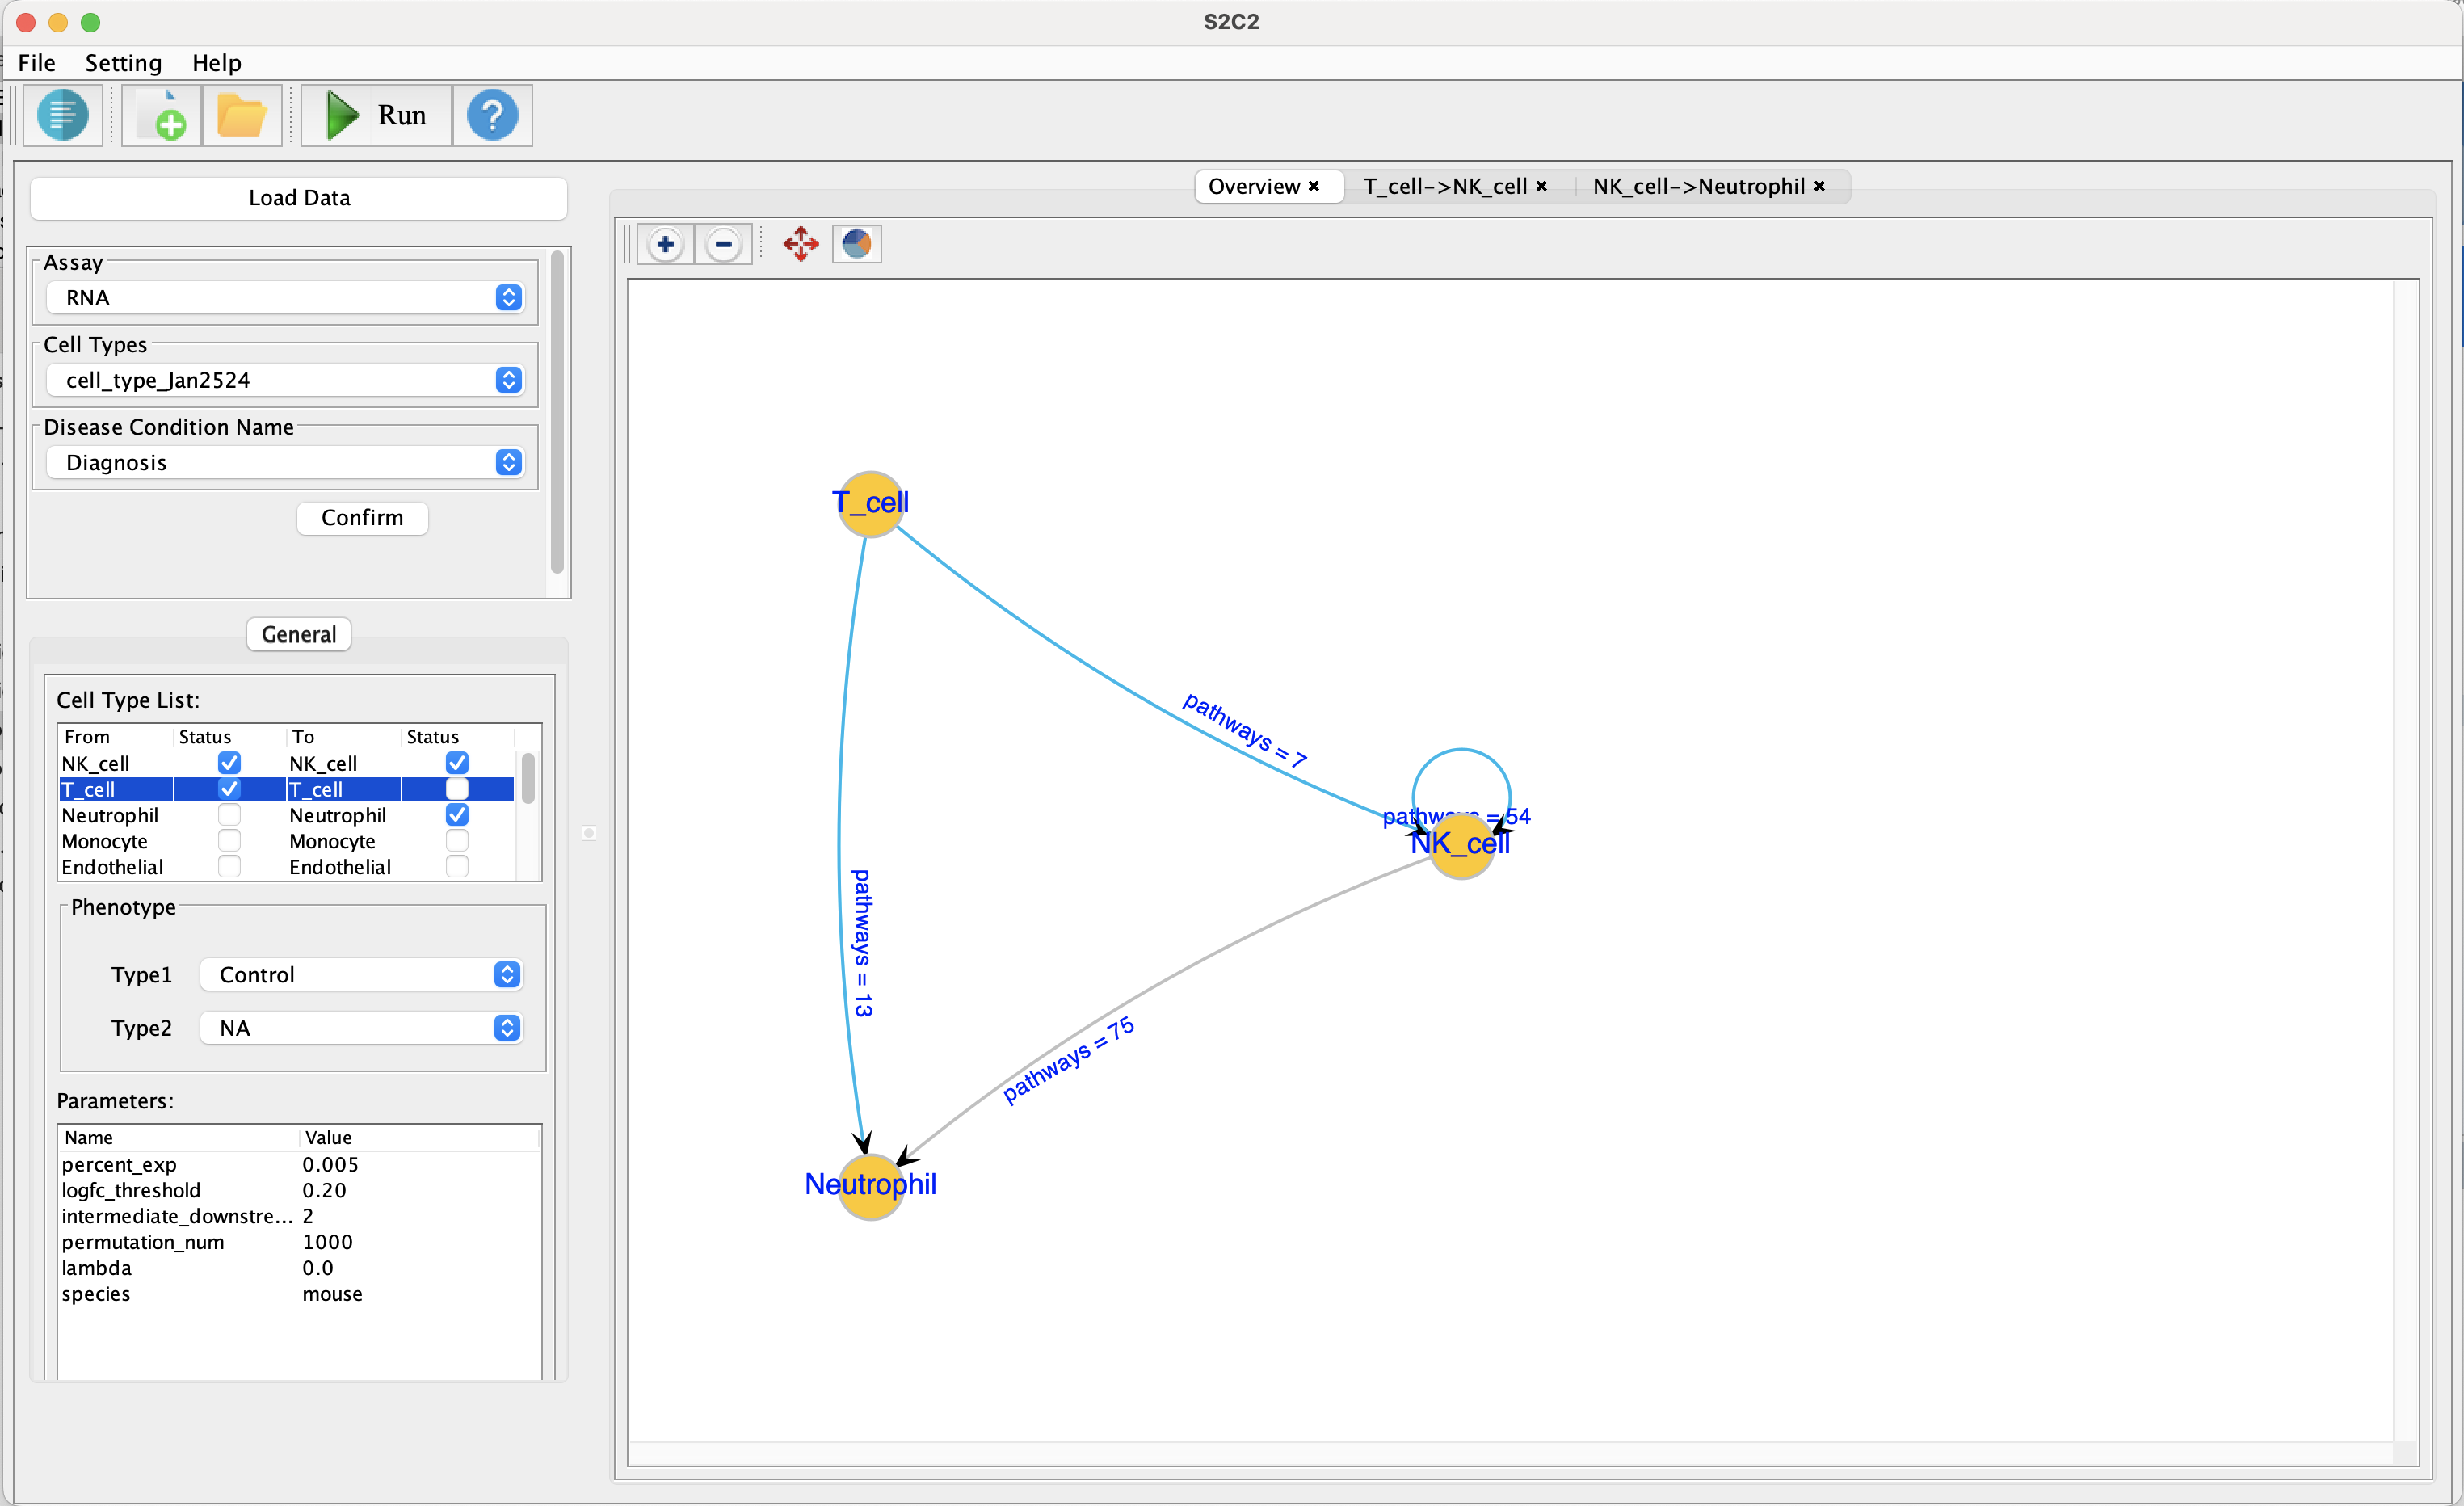 S2C2
File Setting Help
Run
Load Data
Overview T_cell->NK_cell NK_cell->Neutrophil
Assay
RNA
Cell Types
cell_type_Jan2524
Disease Condition Name
Diagnosis
Confirm
General
Cell Type List:
From Status To Status
NK_cell NK_cell
T_cell T_cell
Neutrophil Neutrophil
Monocyte Monocyte
Endothelial Endothelial
Phenotype
Type1 Control
Type2 NA
Parameters:
Name Value
percent_exp 0.005
logfc_threshold 0.20
intermediate_downstre... 2
permutation_num 1000
lambda 0.0
species mouse
T_cell
pathways = 7
pathways = 54
NK_cell
pathways = 13
pathways = 75
Neutrophil